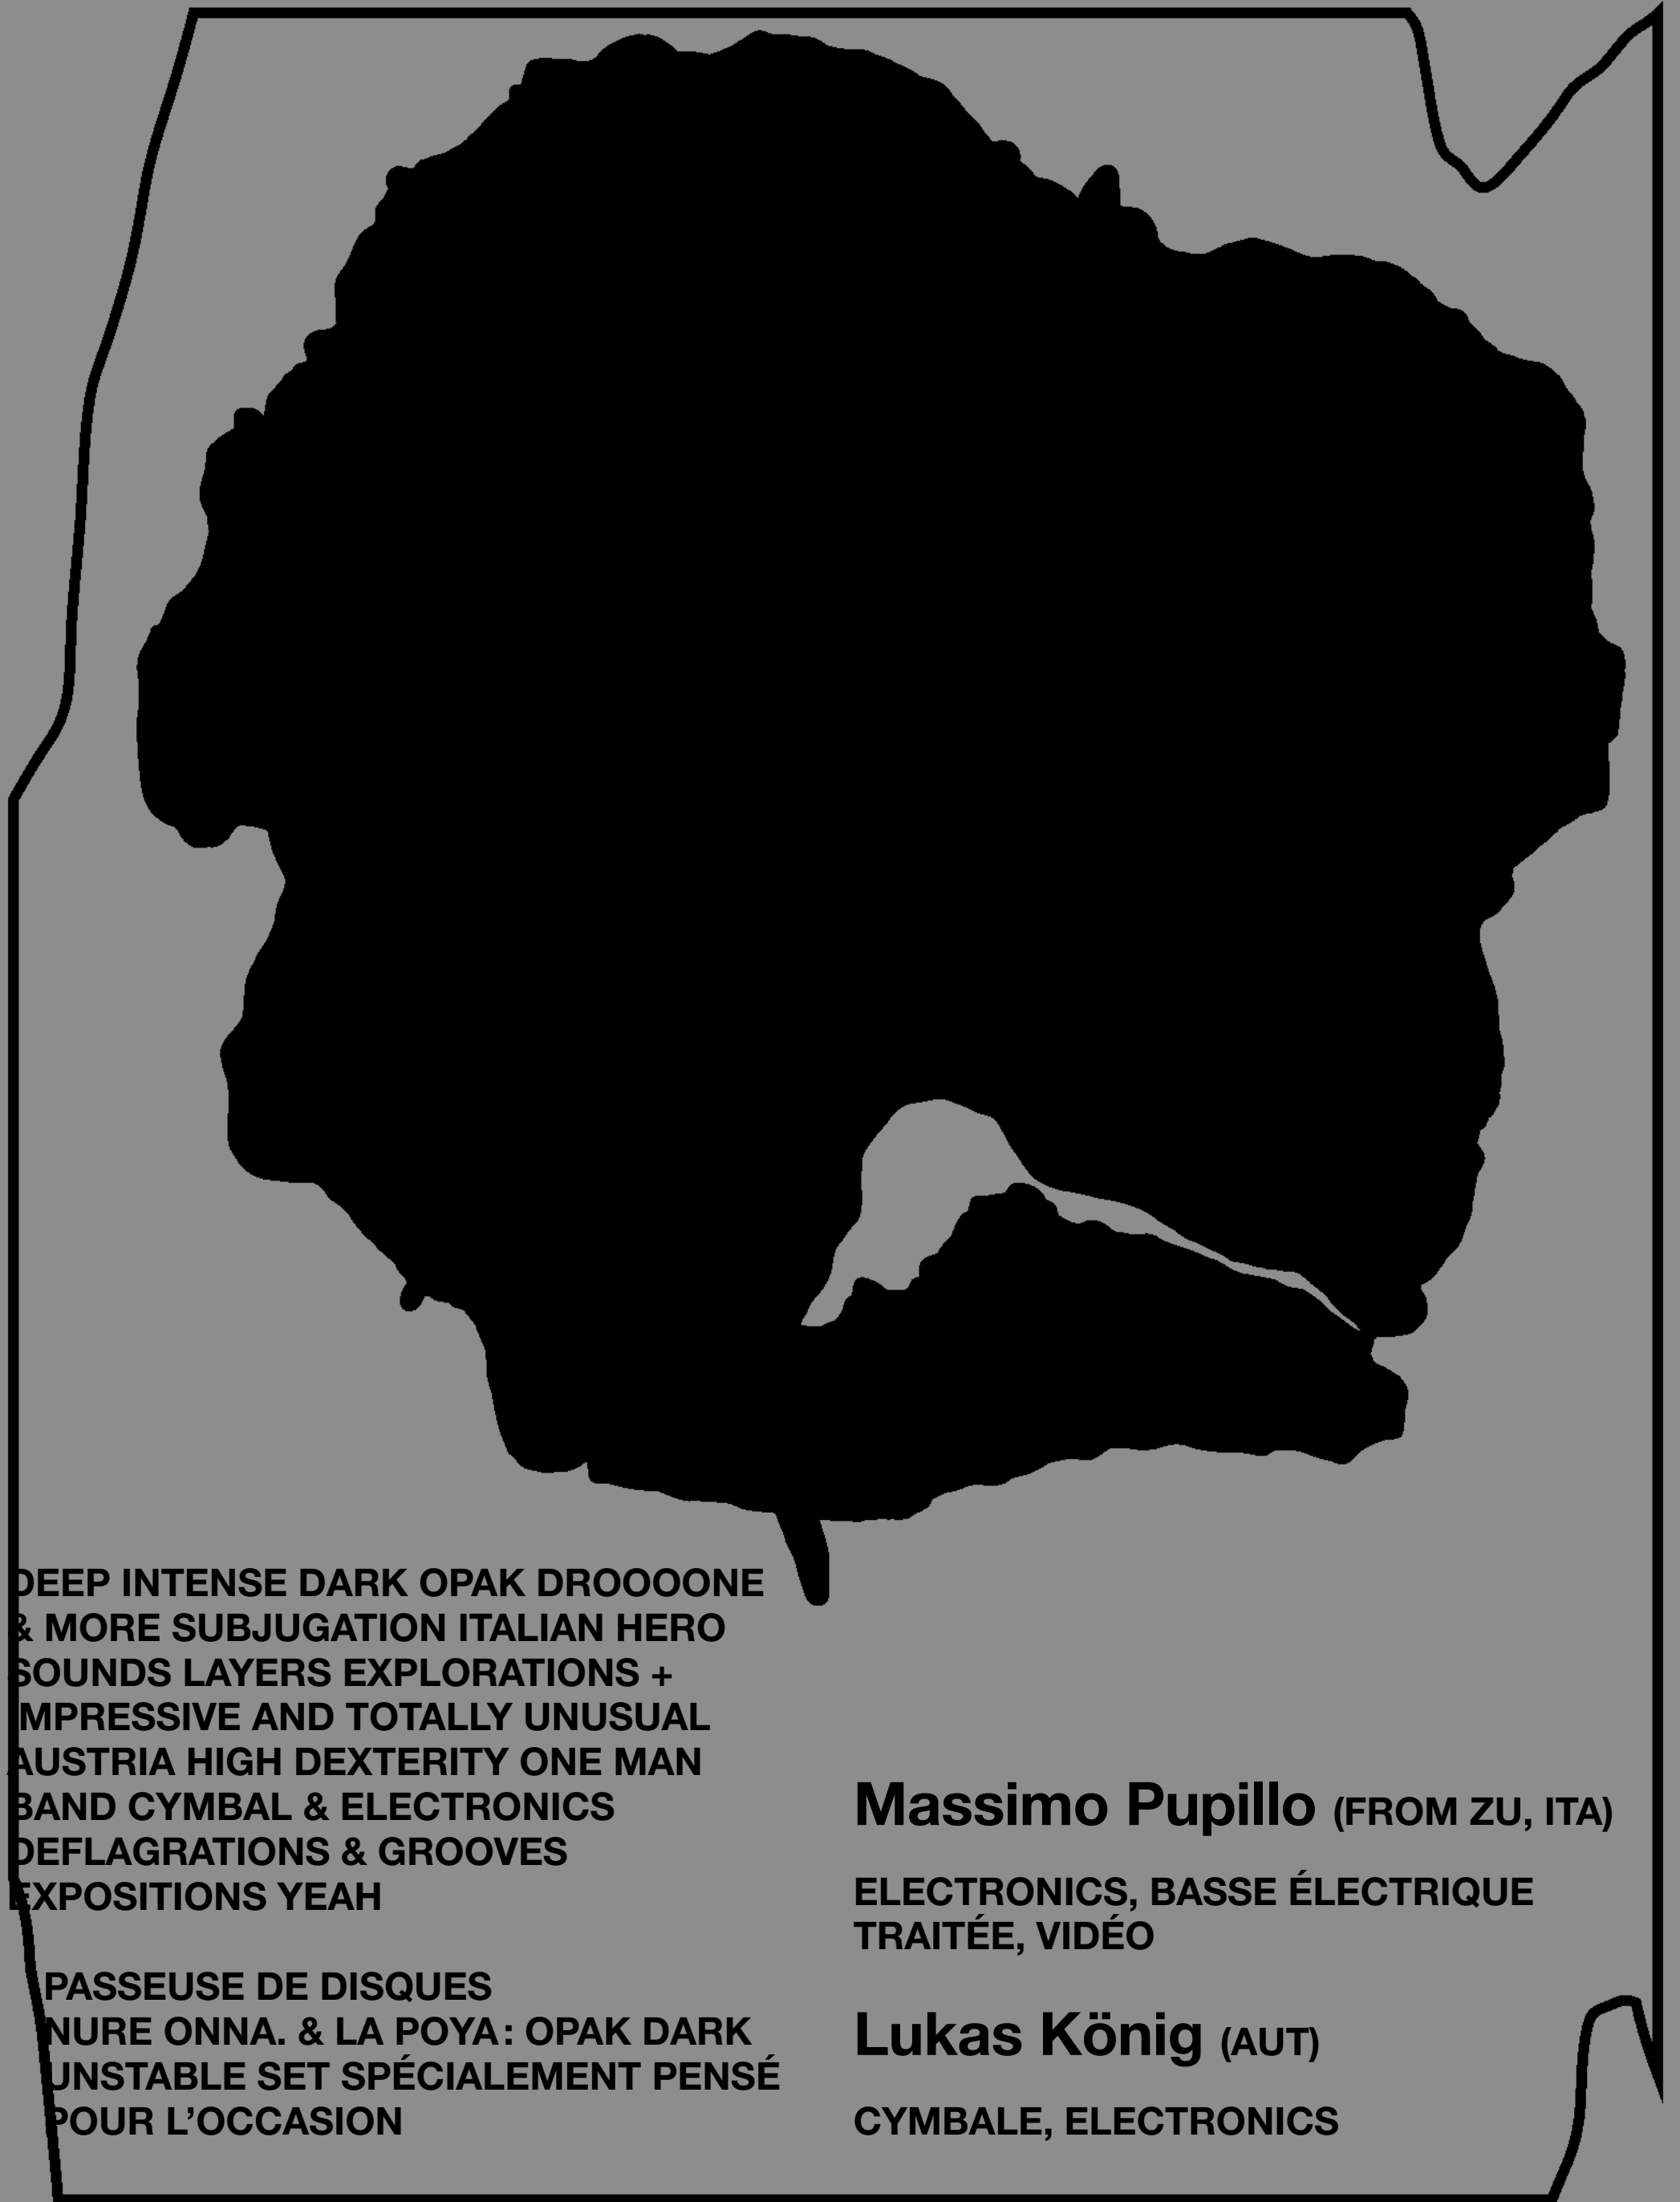 DEEP INTENSE DARK OPAK DROOOONE
& MORE SUBJUGATION ITALIAN HERO
SOUNDS LAYERS EXPLORATIONS +
IMPRESSIVE AND TOTALLY UNUSUAL
AUSTRIA HIGH DEXTERITY ONE MAN
BAND CYMBAL & ELECTRONICS
DEFLAGRATIONS & GROOVES
EXPOSITIONS YEAH
PASSEUSE DE DISQUES
NURE ONNA. & LA POYA: OPAK DARK
UNSTABLE SET SPÉCIALEMENT PENSÉ
POUR L’OCCASION
Massimo Pupillo (FROM ZU, ITA)
ELECTRONICS, BASSE ÉLECTRIQUE
TRAITÉE, VIDÉO
Lukas König (AUT)
CYMBALE, ELECTRONICS